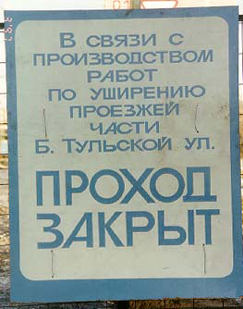 В связи с
производством
работ
по уширению
проезжей
части
Б. Тульской ул.
ПРОХОД
ЗАКРЫТ